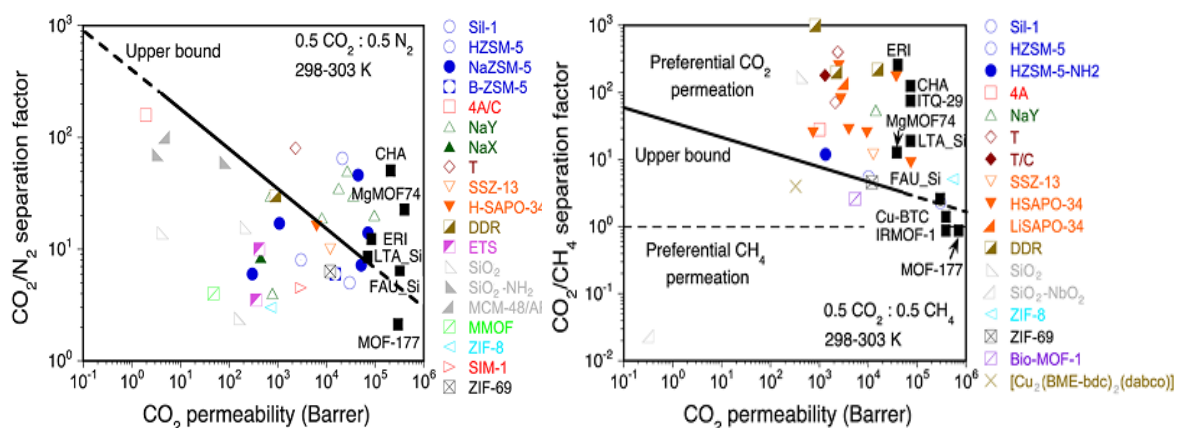 CO₂/N₂ separation factor
10³
10²
10¹
10⁰
10⁻¹
10⁰
10¹
10²
10³
10⁴
10⁵
10⁶
CO₂ permeability (Barrer)
Upper bound
0.5 CO₂ : 0.5 N₂
298-303 K
CHA
MgMOF74
ERI
LTA_Si
FAU_Si
MOF-177
Sil-1
HZSM-5
NaZSM-5
B-ZSM-5
4A/C
NaY
NaX
T
SSZ-13
H-SAPO-34
DDR
ETS
SiO₂
SiO₂-NH₂
MCM-48/
MMOF
ZIF-8
SIM-1
ZIF-69
CO₂/CH₄ separation factor
10³
10²
10¹
10⁰
10⁻¹
10⁻²
10⁻¹
10⁰
10¹
10²
10³
10⁴
10⁵
10⁶
CO₂ permeability (Barrer)
Preferential CO₂
permeation
Upper bound
Preferential CH₄
permeation
0.5 CO₂ : 0.5 CH₄
298-303 K
ERI
CHA
ITQ-29
MgMOF74
LTA_Si
FAU_Si
Cu-BTC
IRMOF-1
MOF-177
Sil-1
HZSM-5
HZSM-5-NH2
4A
NaY
T
T/C
SSZ-13
HSAPO-34
LiSAPO-34
DDR
SiO₂
SiO₂-NbO₂
ZIF-8
ZIF-69
Bio-MOF-1
[Cu₂(BME-bdc)₂(dabco)]